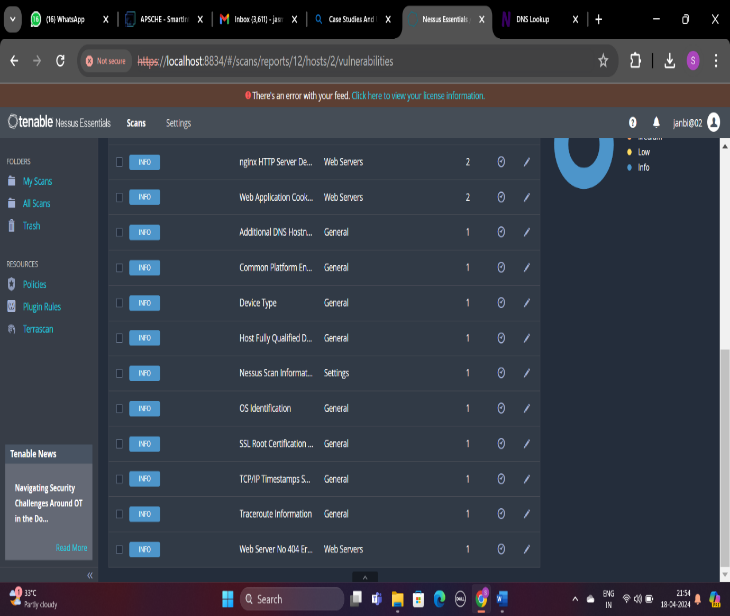 (16) WhatsApp
APSCHE - SmartIn
Inbox (3,611) - jasm
Case Studies And
Nessus Essentials
DNS Lookup
Not secure https://localhost:8834/#/scans/reports/12/hosts/2/vulnerabilities
S
There's an error with your feed. Click here to view your license information.
tenable Nessus Essentials Scans Settings janbi@02
FOLDERS
My Scans
All Scans
Trash
RESOURCES
Policies
Plugin Rules
Terrascan
Tenable News
Navigating Security
Challenges Around OT
in the Do...
Read More
INFO nginx HTTP Server De... Web Servers 2
INFO Web Application Cook... Web Servers 2
INFO Additional DNS Hostn... General 1
INFO Common Platform En... General 1
INFO Device Type General 1
INFO Host Fully Qualified D... General 1
INFO Nessus Scan Informat... Settings 1
INFO OS Identification General 1
INFO SSL Root Certification ... General 1
INFO TCP/IP Timestamps S... General 1
INFO Traceroute Information General 1
INFO Web Server No 404 Er... Web Servers 1
Medium
Low
Info
33°C
Partly cloudy
Search
DELL
ENG
IN
21:54
18-04-2024